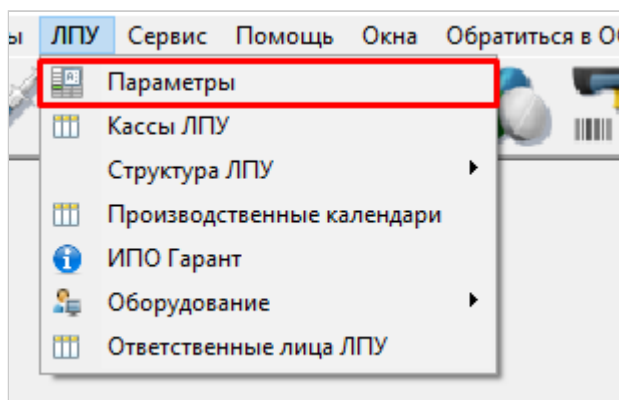 ЛПУ Сервис Помощь Окна Обратиться в
Параметры
Кассы ЛПУ
Структура ЛПУ
Производственные календари
ИПО Гарант
Оборудование
Ответственные лица ЛПУ